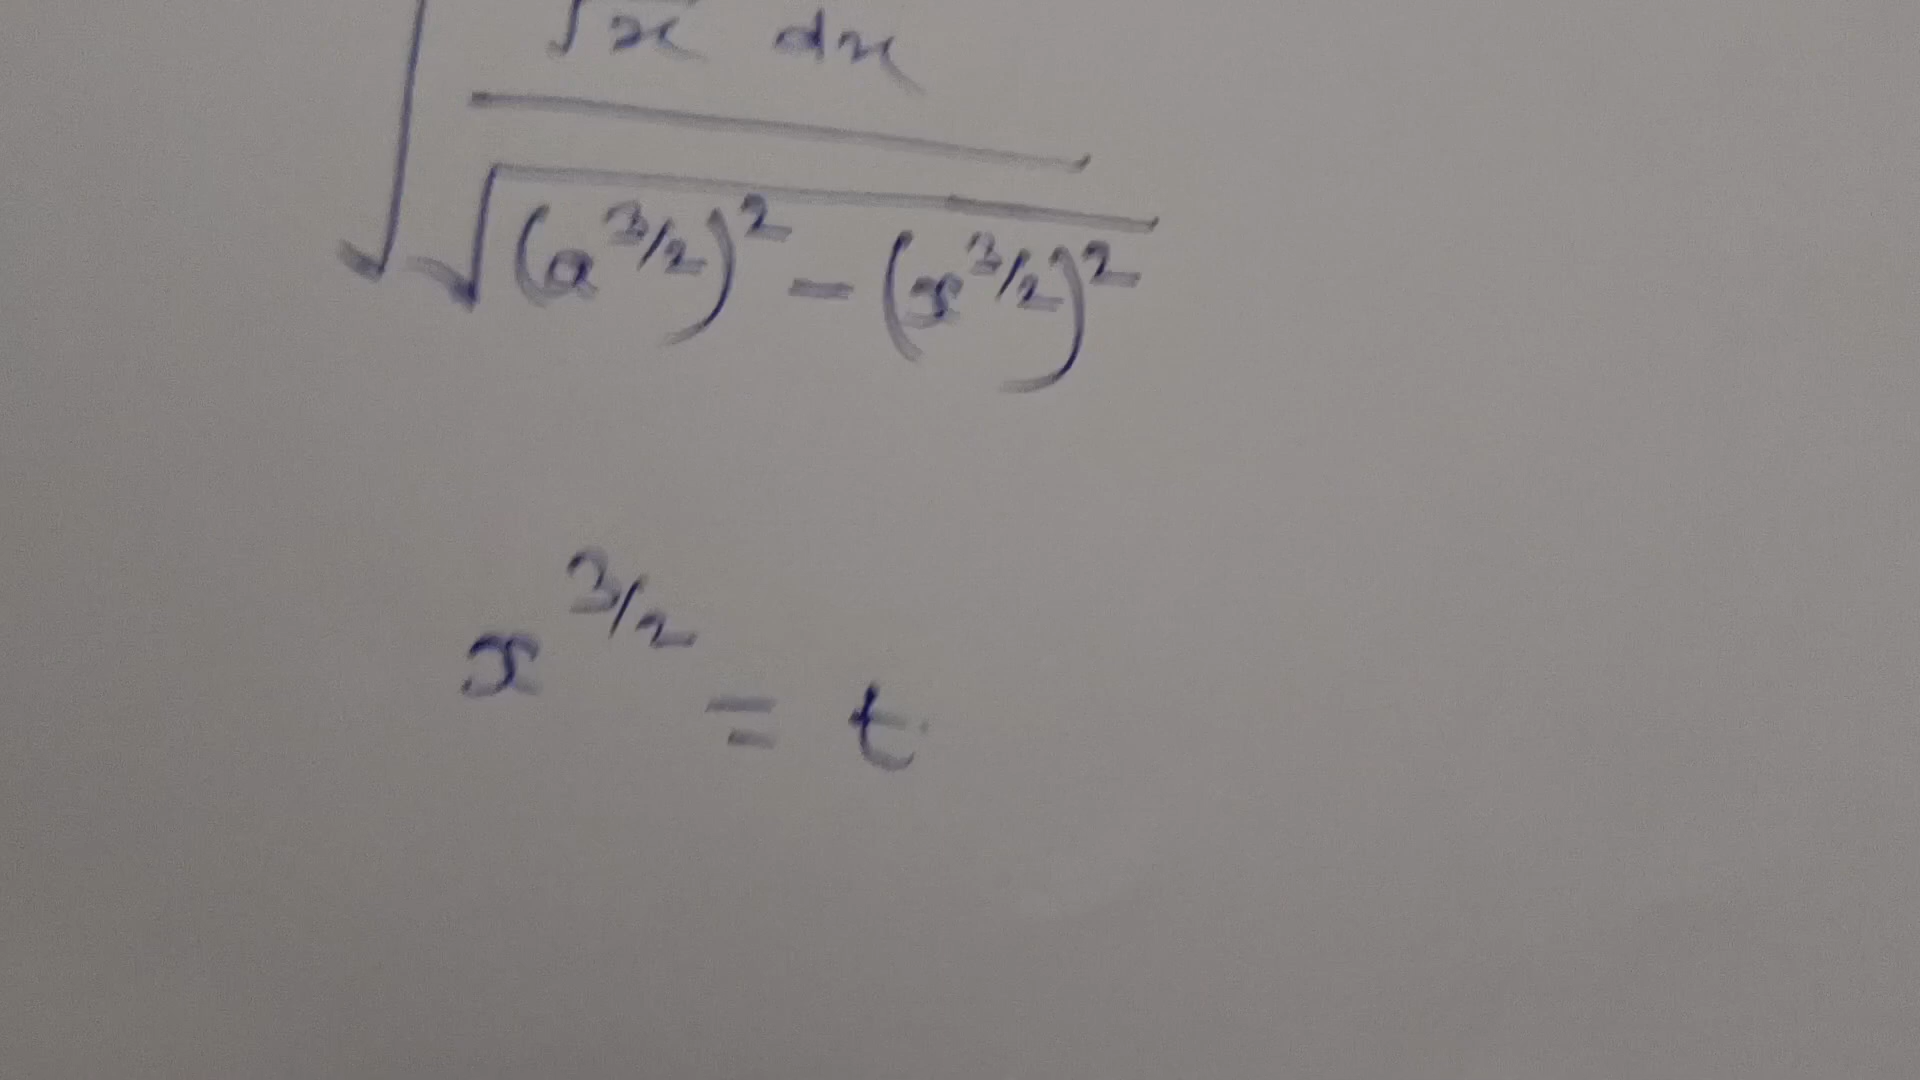 ∫ √x dx / √((a^3/2)^2 − (x^3/2)^2)
x^3/2 = t